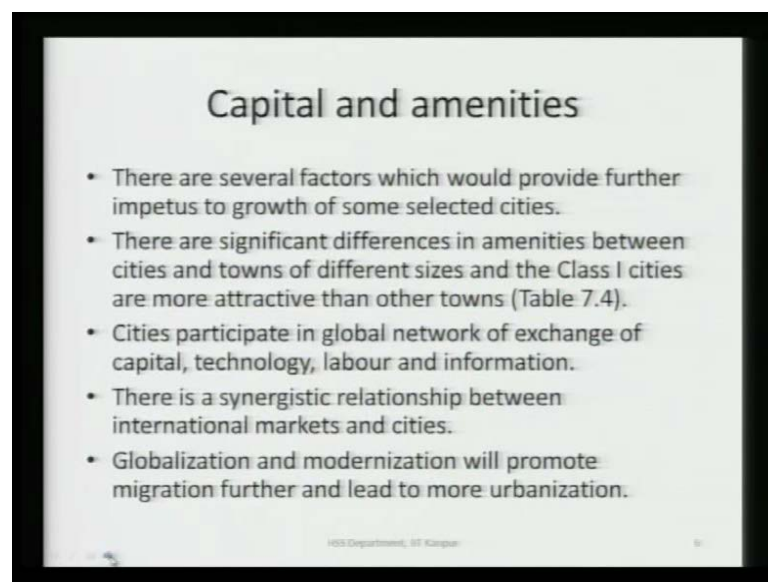 Capital and amenities
• There are several factors which would provide further
impetus to growth of some selected cities.
• There are significant differences in amenities between
cities and towns of different sizes and the Class I cities
are more attractive than other towns (Table 7.4).
• Cities participate in global network of exchange of
capital, technology, labour and information.
• There is a synergistic relationship between
international markets and cities.
• Globalization and modernization will promote
migration further and lead to more urbanization.
HSS Department, IIT Kanpur